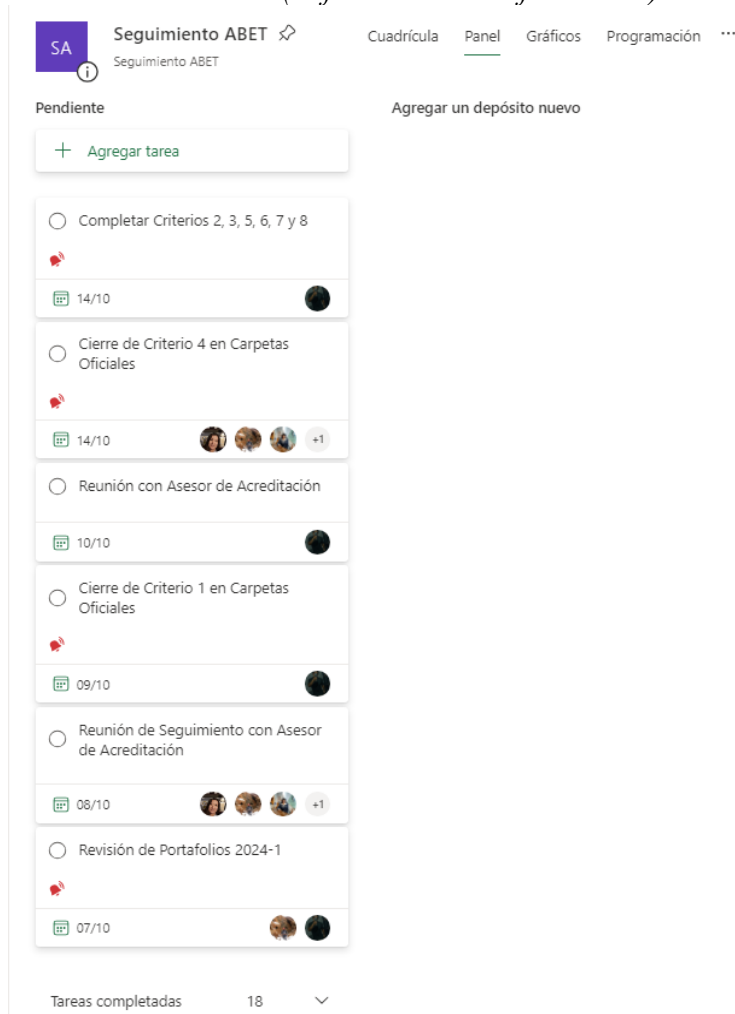 SA
Seguimiento ABET
Seguimiento ABET
Cuadrícula Panel Gráficos Programación ...
Pendiente
Agregar un depósito nuevo
+ Agregar tarea
Completar Criterios 2, 3, 5, 6, 7 y 8
14/10
Cierre de Criterio 4 en Carpetas
Oficiales
14/10
+1
Reunión con Asesor de Acreditación
10/10
Cierre de Criterio 1 en Carpetas
Oficiales
09/10
Reunión de Seguimiento con Asesor
de Acreditación
08/10
+1
Revisión de Portafolios 2024-1
07/10
Tareas completadas 18